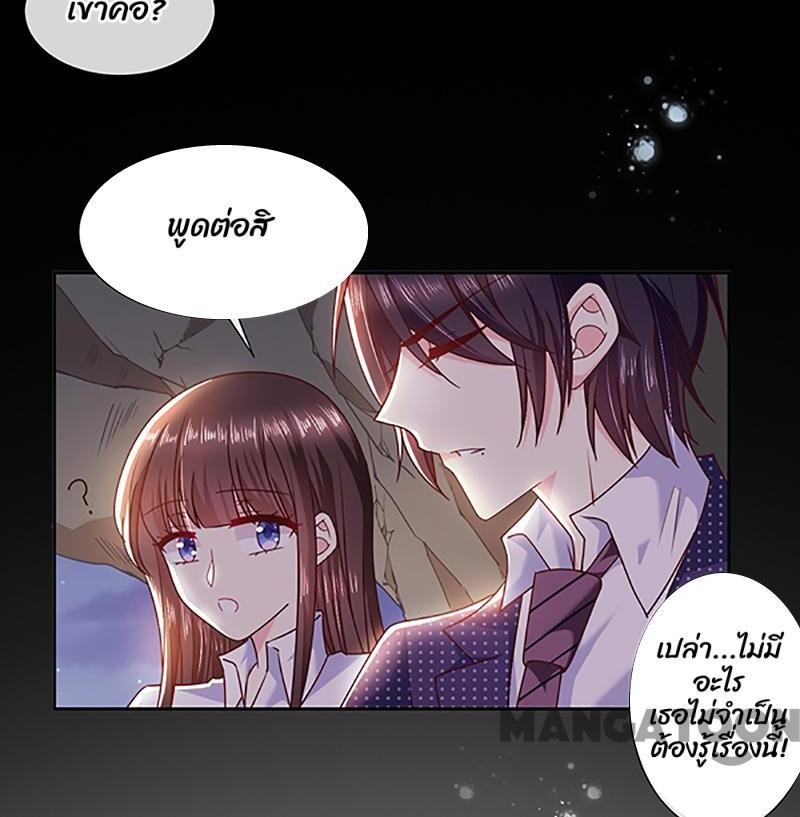 เขาคือ?
พูดต่อสิ
?
เปล่า...ไม่มี
อะไร
เธอไม่จำเป็น
ต้องรู้เรื่องนี้!
MANGATOON